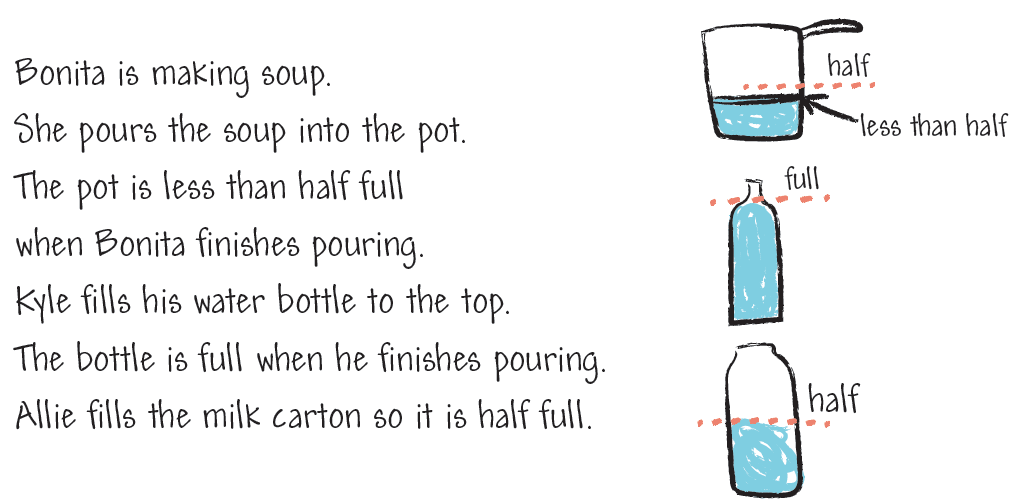 Bonita is making soup.
half
She pours the soup into the pot.
less than half
The pot is less than half full
full
when Bonita finishes pouring.
Kyle fills his water bottle to the top.
The bottle is full when he finishes pouring.
Allie fills the milk carton so it is half full.
half